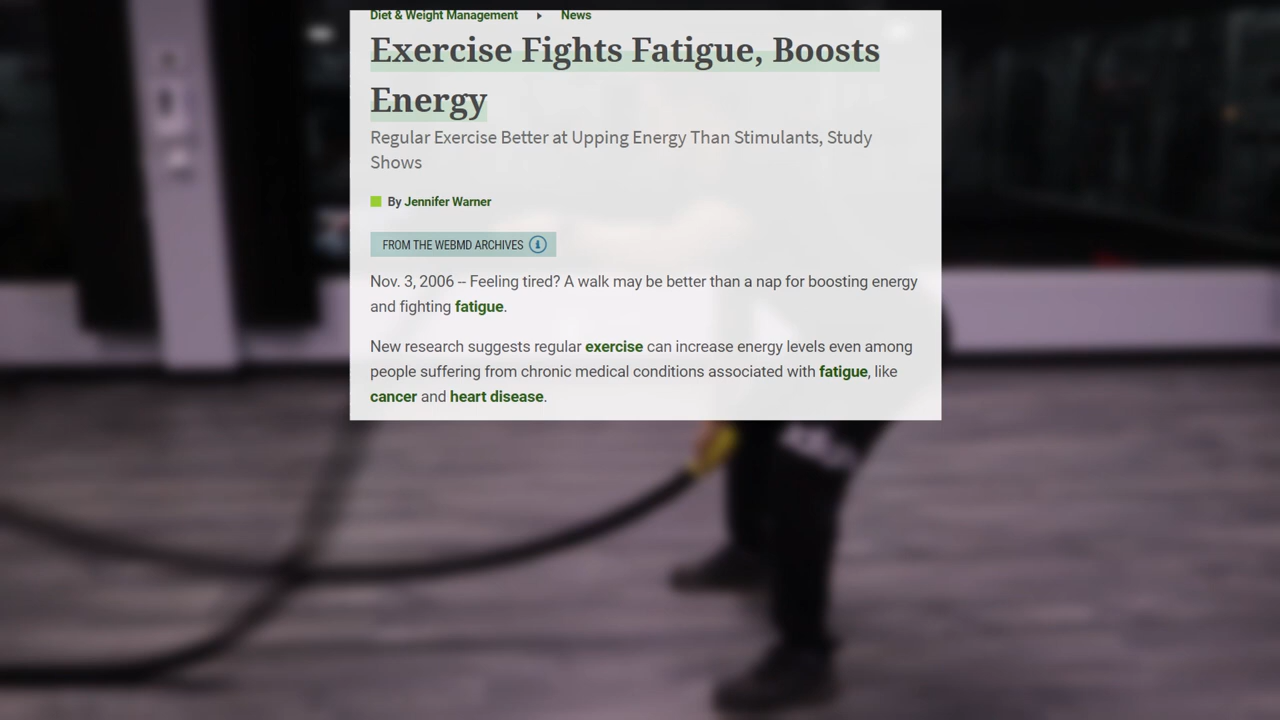 Diet & Weight Management ▸ News
Exercise Fights Fatigue, Boosts
Energy
Regular Exercise Better at Upping Energy Than Stimulants, Study
Shows
By Jennifer Warner
FROM THE WEBMD ARCHIVES
Nov. 3, 2006 -- Feeling tired? A walk may be better than a nap for boosting energy
and fighting fatigue.
New research suggests regular exercise can increase energy levels even among
people suffering from chronic medical conditions associated with fatigue, like
cancer and heart disease.